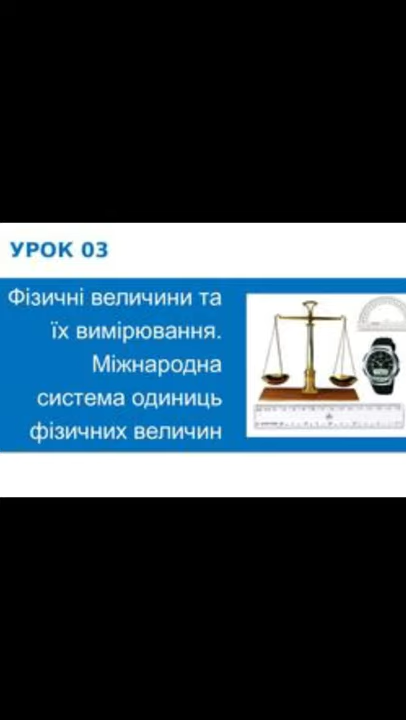 УРОК 03
Фізичні величини та
їх вимірювання.
Міжнародна
система одиниць
фізичних величин